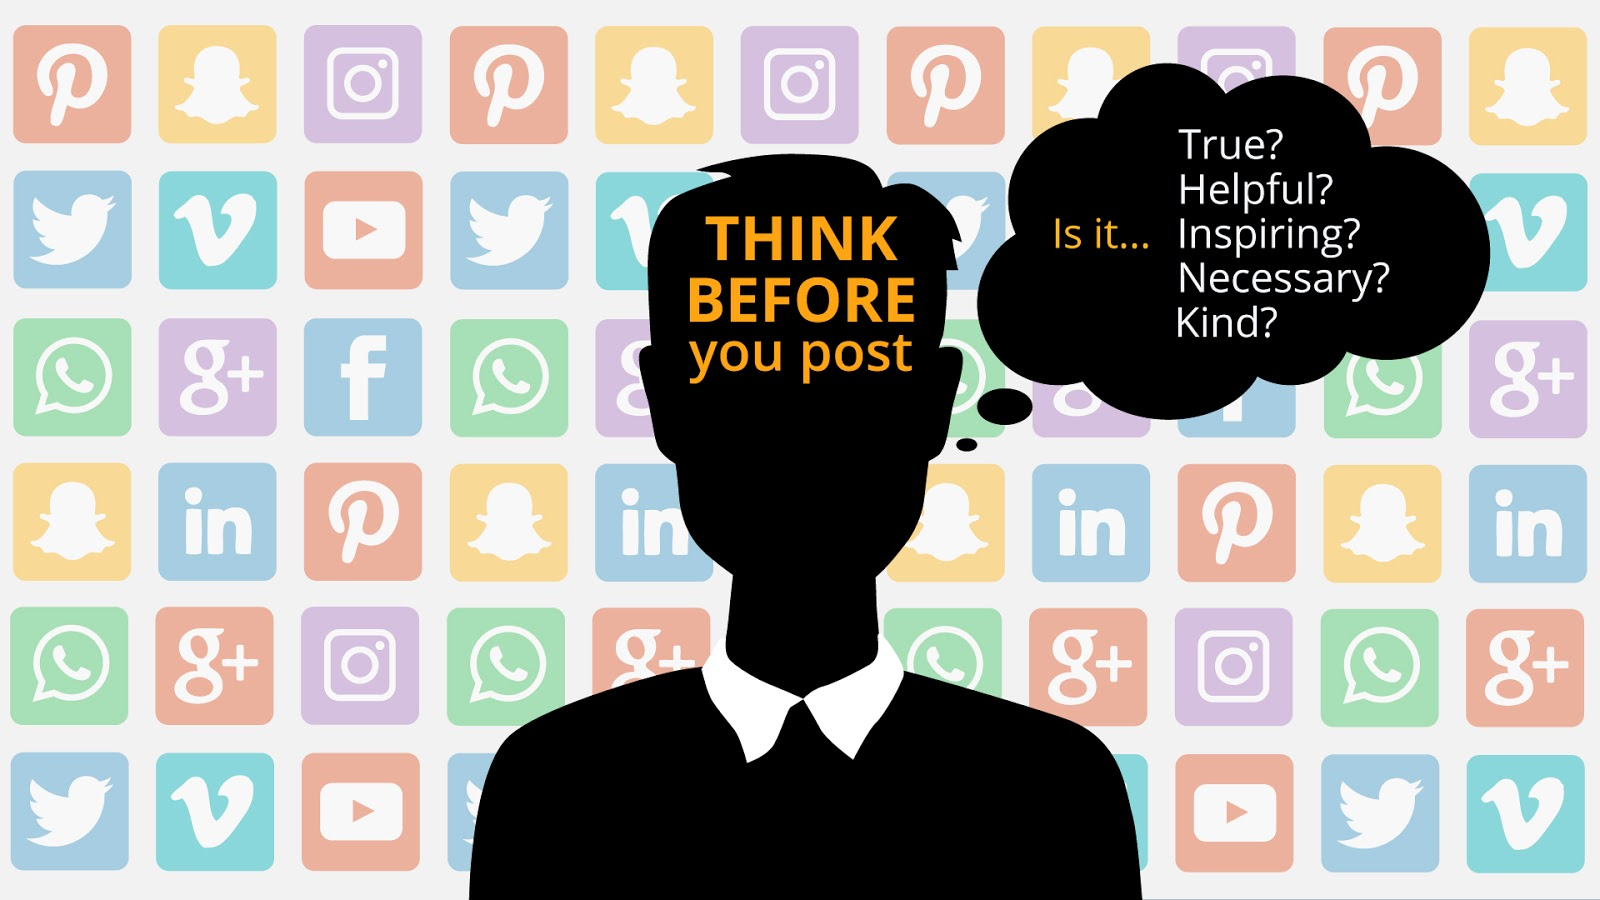 THINK
BEFORE
you post
Is it...
True?
Helpful?
Inspiring?
Necessary?
Kind?